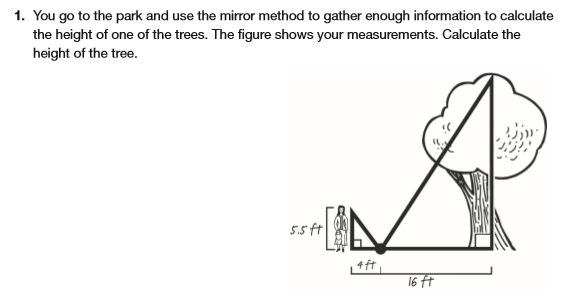 1. You go to the park and use the mirror method to gather enough information to calculate
the height of one of the trees. The figure shows your measurements. Calculate the
height of the tree.
5.5 ft
4 ft
16 ft